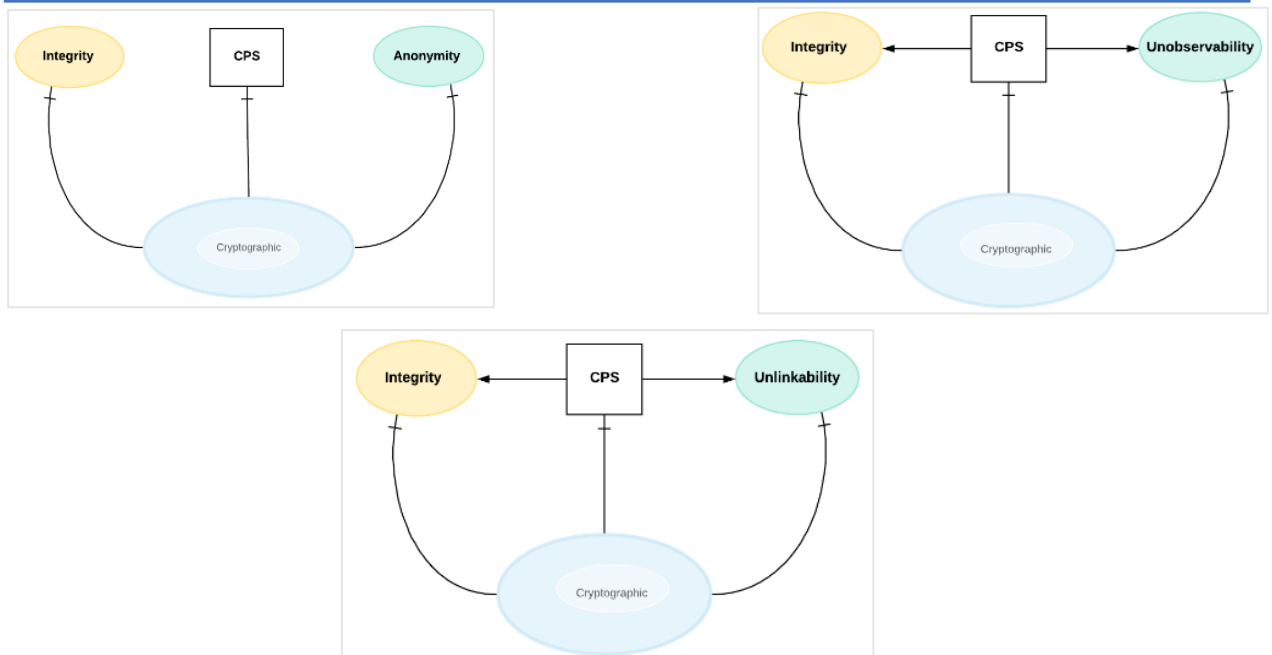 Integrity
CPS
Anonymity
Cryptographic
Integrity
CPS
Unobservability
Cryptographic
Integrity
CPS
Unlinkability
Cryptographic